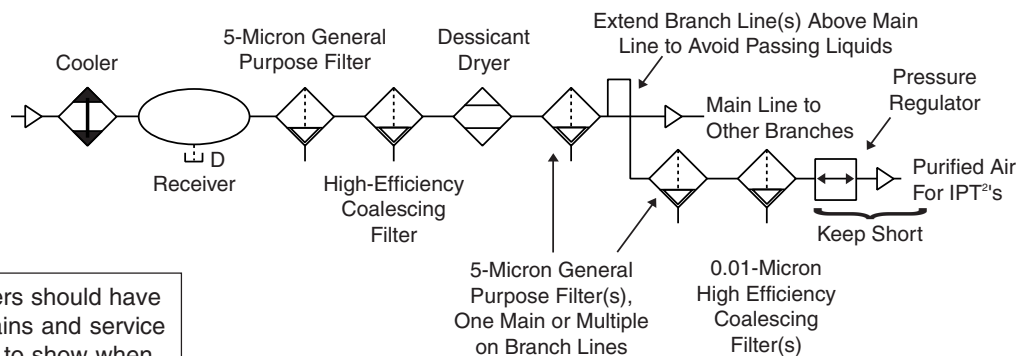 Extend Branch Line(s) Above Main
Line to Avoid Passing Liquids
5-Micron General
Purpose Filter
Dessicant
Dryer
Cooler
Pressure
Regulator
Main Line to
Other Branches
D
Receiver
High-Efficiency
Coalescing
Filter
Purified Air
For IPT²'s
Keep Short
5-Micron General
Purpose Filter(s),
One Main or Multiple
on Branch Lines
0.01-Micron
High Efficiency
Coalescing
Filter(s)
ers should have
ains and service
to show when